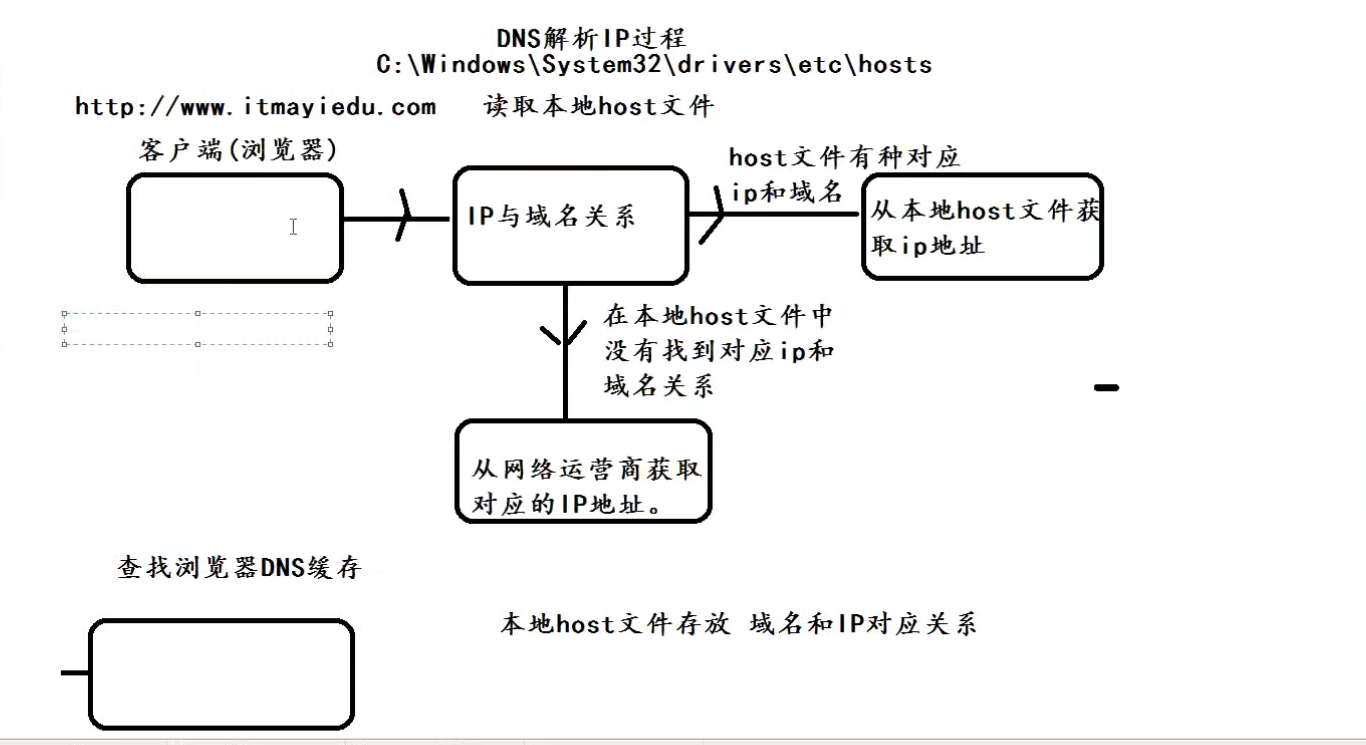 DNS解析IP过程
C:\Windows\System32\drivers\etc\hosts
http://www.itmayiedu.com 读取本地host文件
客户端(浏览器)
host文件有种对应
ip和域名
IP与域名关系
从本地host文件获
取ip地址
在本地host文件中
没有找到对应ip和
域名关系
从网络运营商获取
对应的IP地址。
查找浏览器DNS缓存
本地host文件存放 域名和IP对应关系